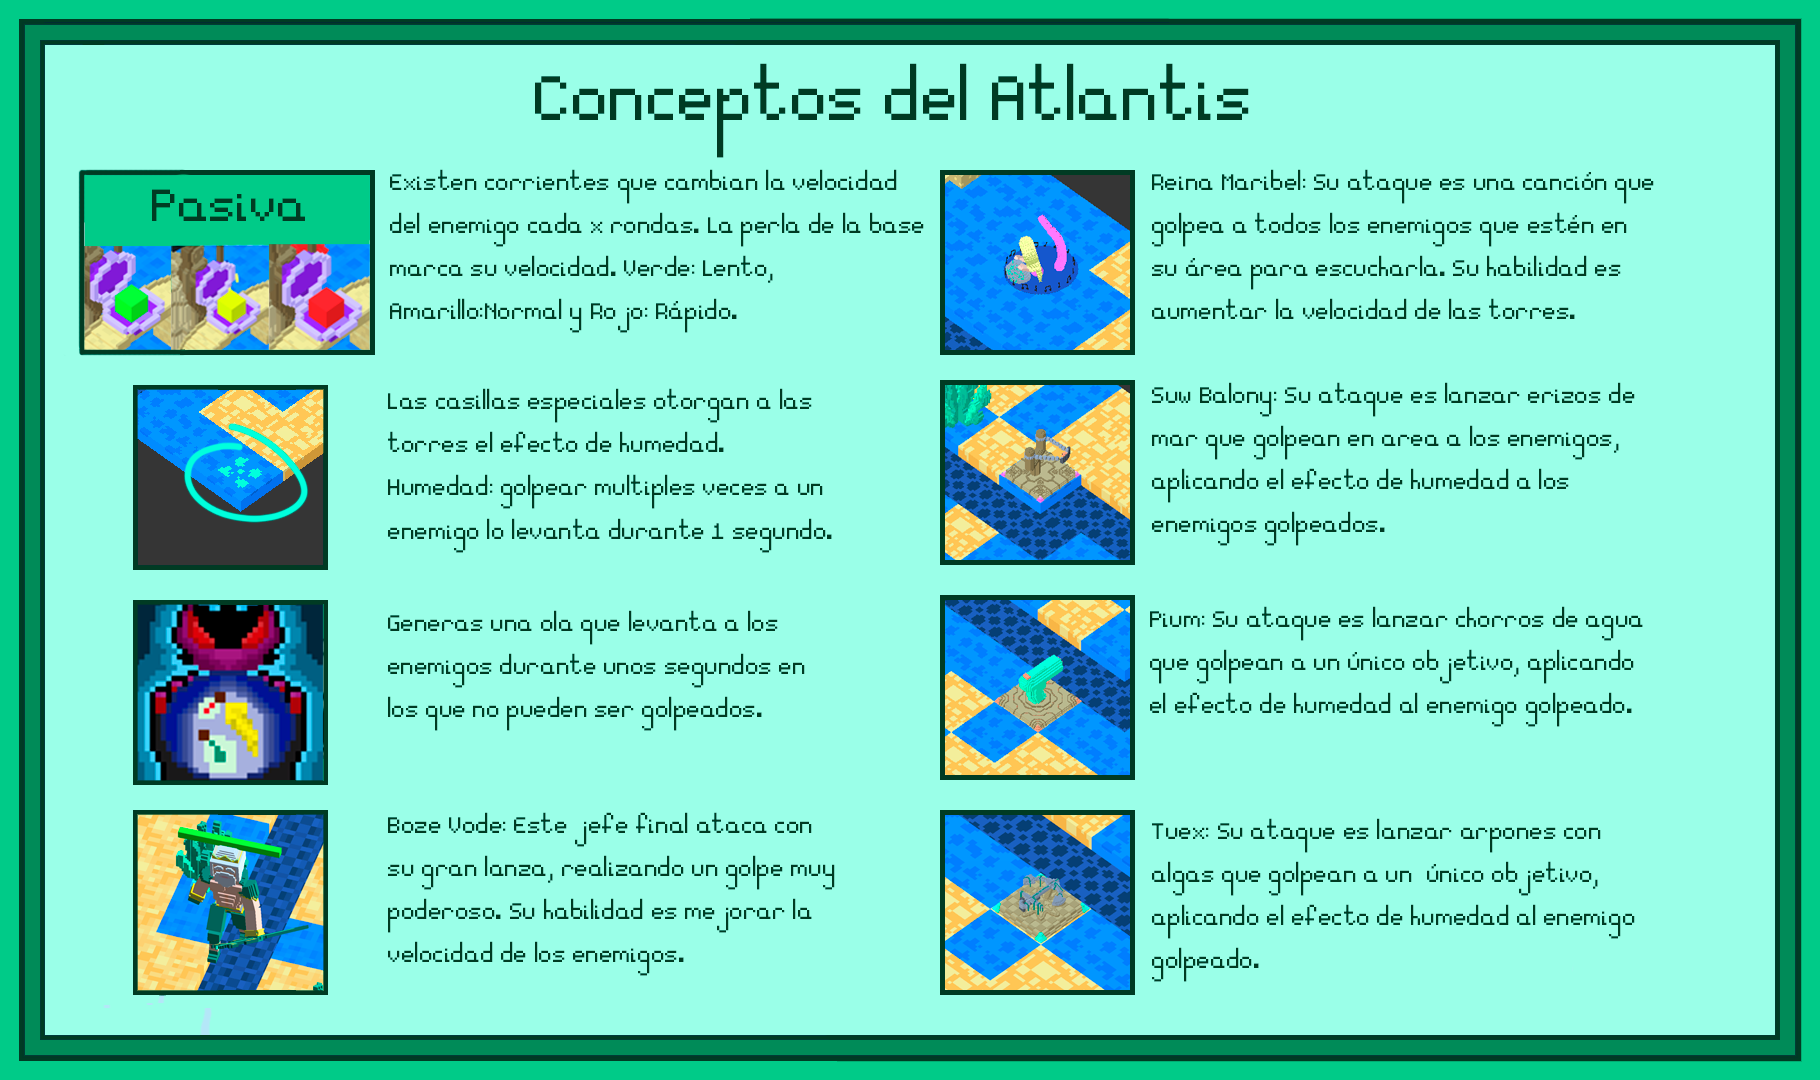 Conceptos del Atlantis
Pasiva
Existen corrientes que cambian la velocidad
del enemigo cada x rondas. La perla de la base
marca su velocidad. Verde: Lento,
Amarillo:Normal y Rojo: Rápido.
Las casillas especiales otorgan a las
torres el efecto de humedad.
Humedad: golpear multiples veces a un
enemigo lo levanta durante 1 segundo.
Generas una ola que levanta a los
enemigos durante unos segundos en
los que no pueden ser golpeados.
Boze Vode: Este jefe final ataca con
su gran lanza, realizando un golpe muy
poderoso. Su habilidad es mejorar la
velocidad de los enemigos.
Reina Maribel: Su ataque es una canción que
golpea a todos los enemigos que estén en
su área para escucharla. Su habilidad es
aumentar la velocidad de las torres.
Suw Balony: Su ataque es lanzar erizos de
mar que golpean en area a los enemigos,
aplicando el efecto de humedad a los
enemigos golpeados.
Pium: Su ataque es lanzar chorros de agua
que golpean a un único objetivo, aplicando
el efecto de humedad al enemigo golpeado.
Tuex: Su ataque es lanzar arpones con
algas que golpean a un único objetivo,
aplicando el efecto de humedad al enemigo
golpeado.